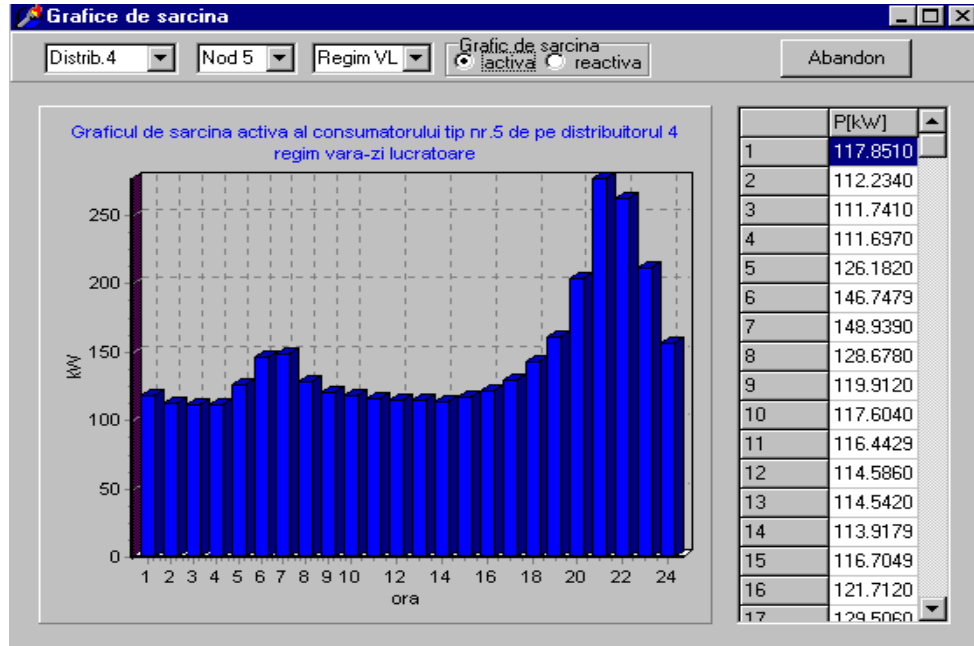 Grafice de sarcina
Distrib.4 Nod 5 Regim VL Grafic de sarcina
activa reactiva
Abandon
Graficul de sarcina activa al consumatorului tip nr.5 de pe distribuitorul 4
regim vara-zi lucratoare
250
200
150
100
50
0
kW
1 2 3 4 5 6 7 8 9 10 12 14 16 18 20 22 24
ora
P[kW]
1 117.8510
2 112.2340
3 111.7410
4 111.6970
5 126.1820
6 146.7479
7 148.9390
8 128.6780
9 119.9120
10 117.6040
11 116.4429
12 114.5860
13 114.5420
14 113.9179
15 116.7049
16 121.7120
17 129.5060